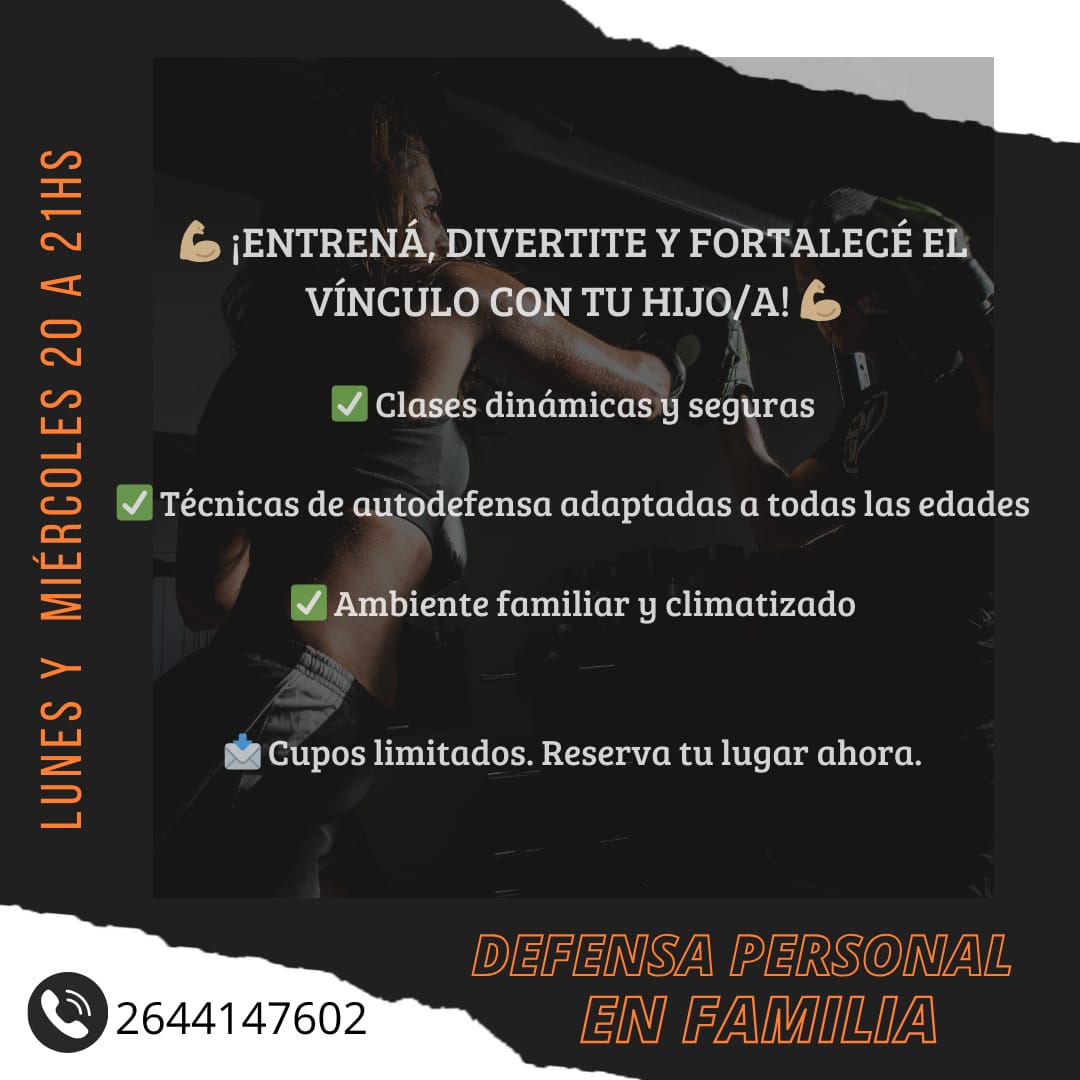 LUNES Y MIÉRCOLES 20 A 21HS
💪🏼 ¡ENTRENÁ, DIVERTITE Y FORTALECÉ EL
VÍNCULO CON TU HIJO/A! 💪🏼
✅ Clases dinámicas y seguras
✅ Técnicas de autodefensa adaptadas a todas las edades
✅ Ambiente familiar y climatizado
📩 Cupos limitados. Reserva tu lugar ahora.
DEFENSA PERSONAL
EN FAMILIA
2644147602